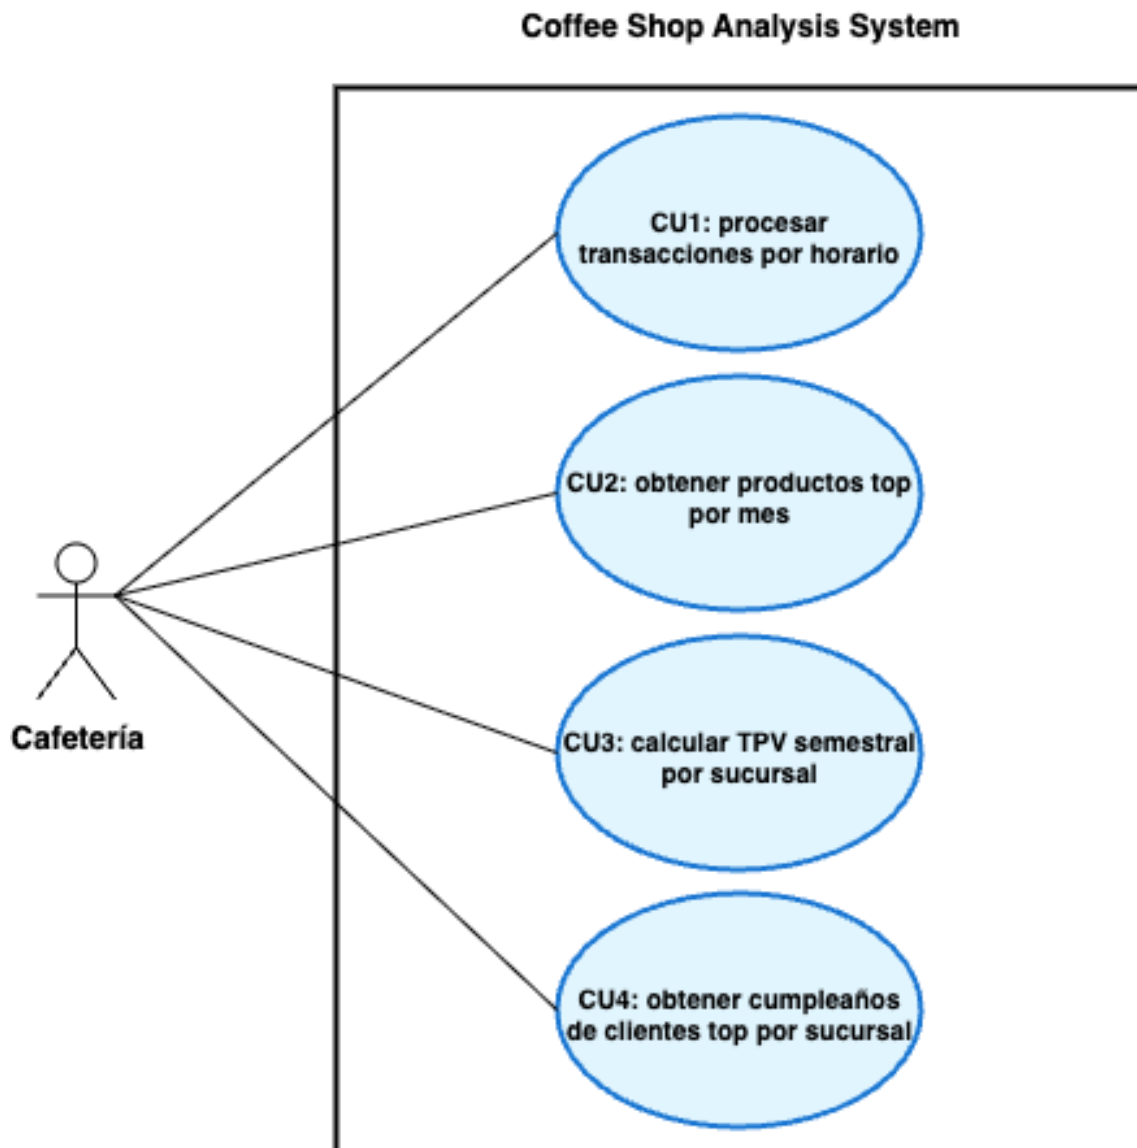 Coffee Shop Analysis System
CU1: procesar
transacciones por horario
CU2: obtener productos top
por mes
Cafetería
CU3: calcular TPV semestral
por sucursal
CU4: obtener cumpleaños
de clientes top por sucursal